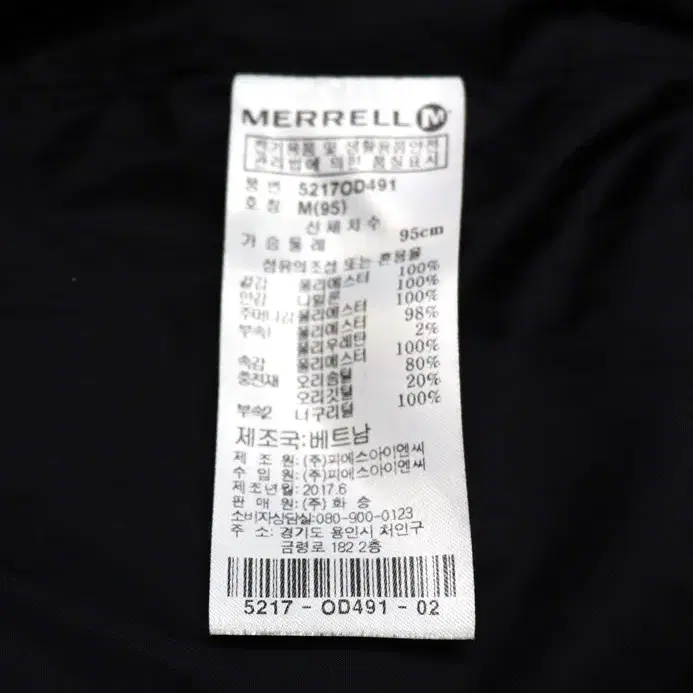 MERRELL M
전기용품 및 생활용품안전
관리법에 의한 품질표시
품 번 5217OD491
호 칭 M(95)
신체치수
가슴둘레 95cm
섬유의조성 또는 혼용율
겉감 폴리에스터 100%
안감 나일론 100%
주머니감 폴리에스터 100%
부속1 폴리에스터 98%
폴리우레탄 2%
속감 폴리에스터 100%
충전재 오리솜털 80%
오리깃털 20%
부속2 너구리털 100%
제조국:베트남
제 조 원: (주)피에스아이엔씨
수 입 원: (주)피에스아이엔씨
제조년월: 2017.6
판 매 원: (주) 화 승
소비자상담실:080-900-0123
주 소: 경기도 용인시 처인구
금령로 182 2층
5217 - OD491 - 02